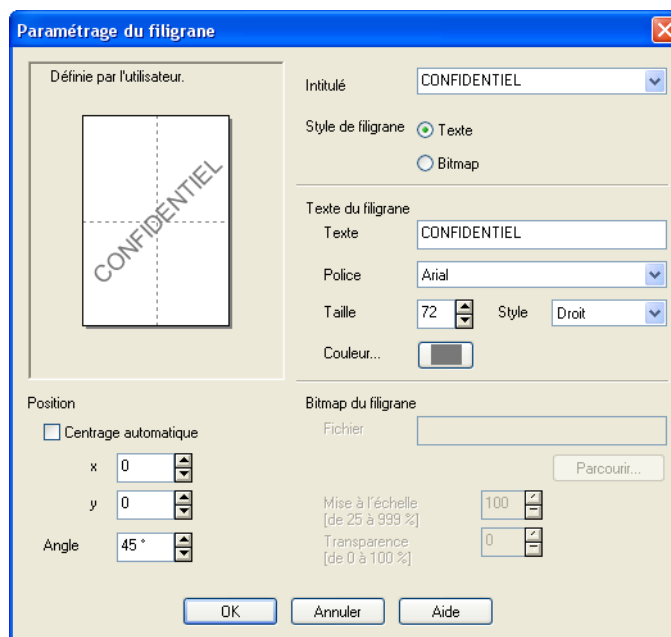 Paramétrage du filigrane
Définie par l'utilisateur.
CONFIDENTIEL
Intitulé CONFIDENTIEL
Style de filigrane Texte
Bitmap
Texte du filigrane
Texte CONFIDENTIEL
Police Arial
Taille 72 Style Droit
Couleur...
Position
Centrage automatique
x 0
y 0
Angle 45 °
Bitmap du filigrane
Fichier
Parcourir...
Mise à l'échelle 100
[de 25 à 999 %]
Transparence 0
[de 0 à 100 %]
OK Annuler Aide